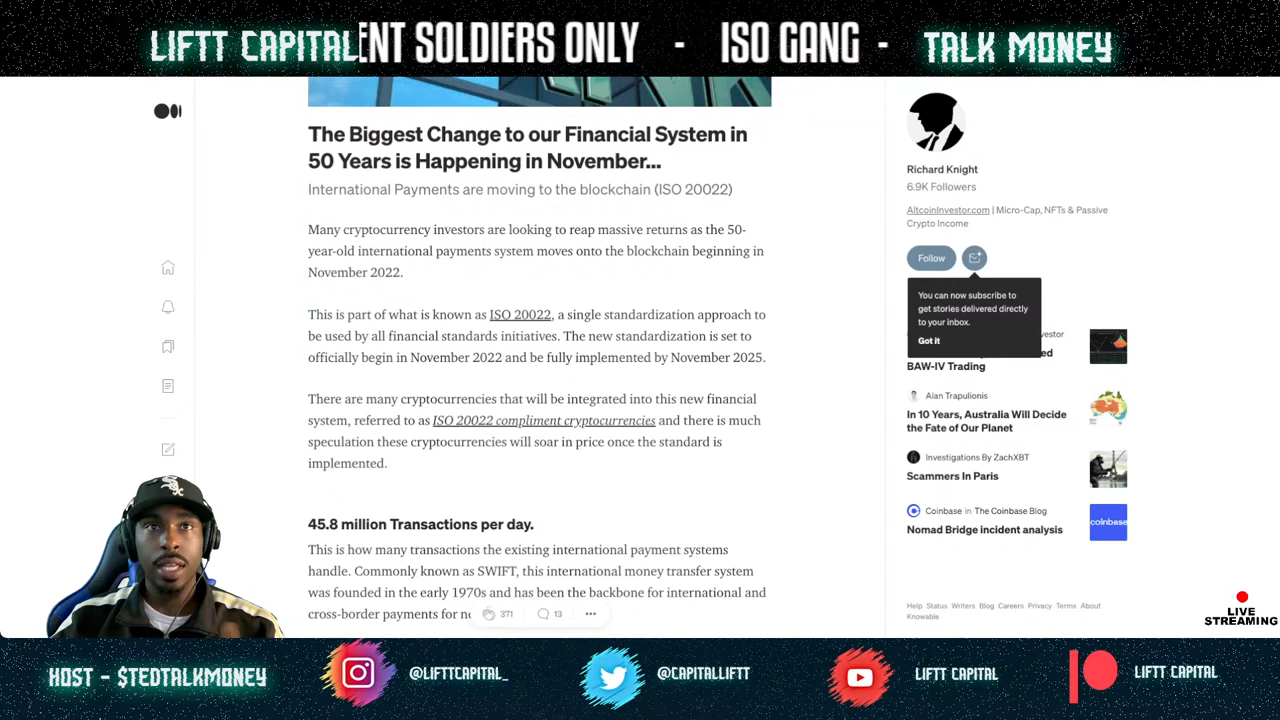 LIFTT CAPITAL
ENT SOLDIERS ONLY - ISO GANG -
TALK MONEY
The Biggest Change to our Financial System in
50 Years is Happening in November...
International Payments are moving to the blockchain (ISO 20022)
Many cryptocurrency investors are looking to reap massive returns as the 50-
year-old international payments system moves onto the blockchain beginning in
November 2022.
This is part of what is known as ISO 20022, a single standardization approach to
be used by all financial standards initiatives. The new standardization is set to
officially begin in November 2022 and be fully implemented by November 2025.
There are many cryptocurrencies that will be integrated into this new financial
system, referred to as ISO 20022 compliment cryptocurrencies and there is much
speculation these cryptocurrencies will soar in price once the standard is
implemented.
45.8 million Transactions per day.
This is how many transactions the existing international payment systems
handle. Commonly known as SWIFT, this international money transfer system
was founded in the early 1970s and has been the backbone for international and
cross-border payments for ne
371
13
Richard Knight
6.9K Followers
AltcoinInvestor.com | Micro-Cap, NFTs & Passive
Crypto Income
Follow
You can now subscribe to
get stories delivered directly
to your inbox.
Got it
vestor
ed
BAW-IV Trading
Alan Trapulionis
In 10 Years, Australia Will Decide
the Fate of Our Planet
Investigations By ZachXBT
Scammers In Paris
Coinbase in The Coinbase Blog
Nomad Bridge incident analysis
coinbase
Help Status Writers Blog Careers Privacy Terms About
Knowable
SOX
LIVE
STREAMING
HOST - $TEDTALKMONEY
@LIFTTCAPITAL_
@CAPITALLIFTT
LIFTT CAPITAL
LIFTT CAPITAL